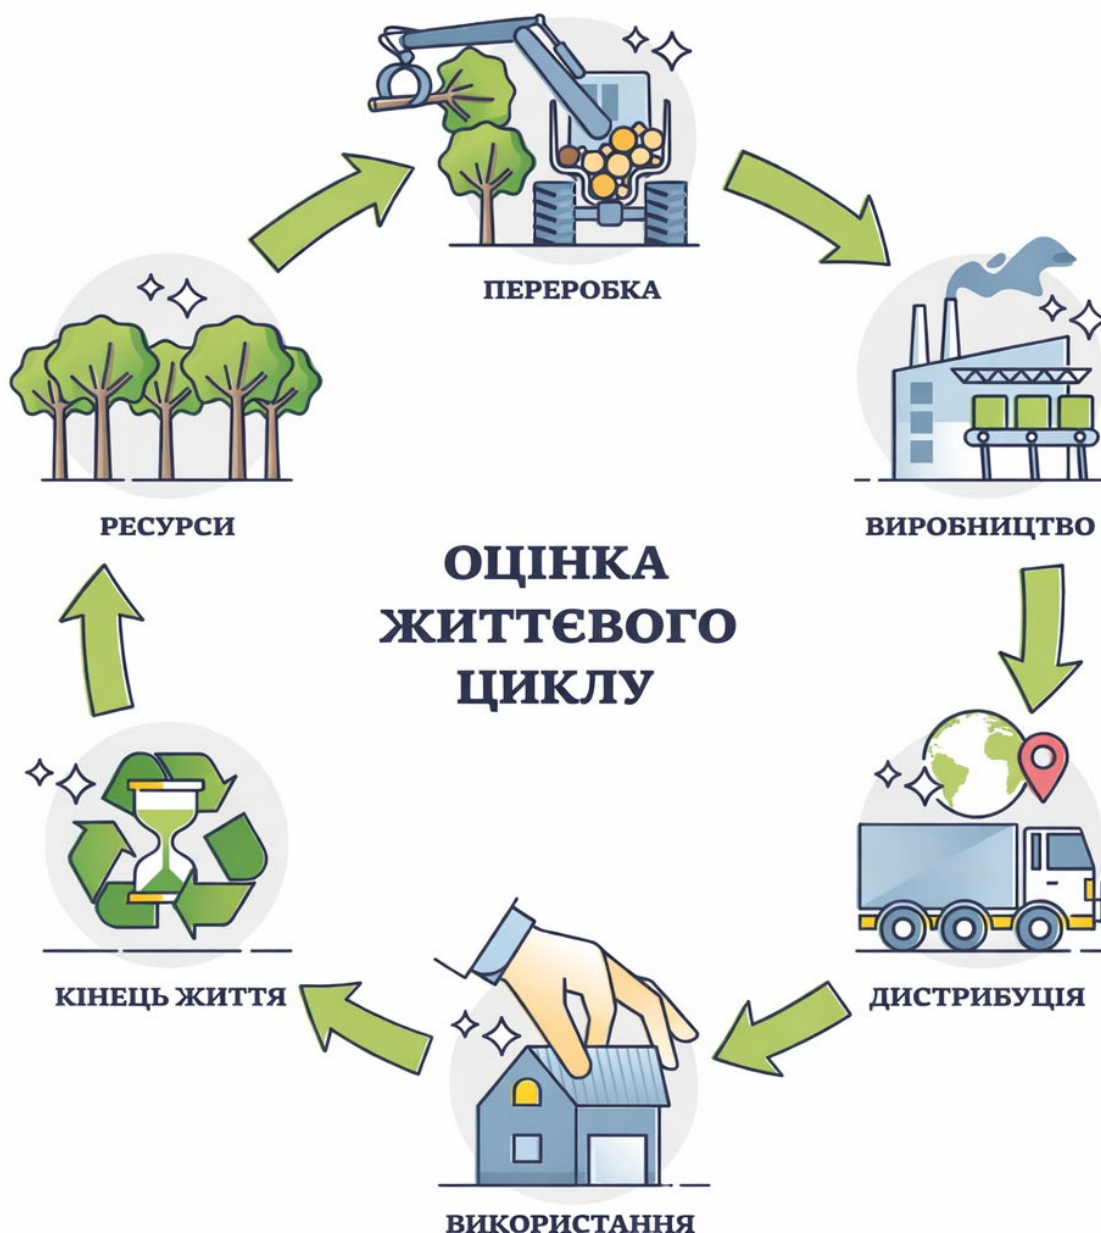 ПЕРЕРОБКА
РЕСУРСИ
ВИРОБНИЦТВО
ОЦІНКА
ЖИТТЄВОГО
ЦИКЛУ
КІНЕЦЬ ЖИТТЯ
ДИСТРИБУЦІЯ
ВИКОРИСТАННЯ